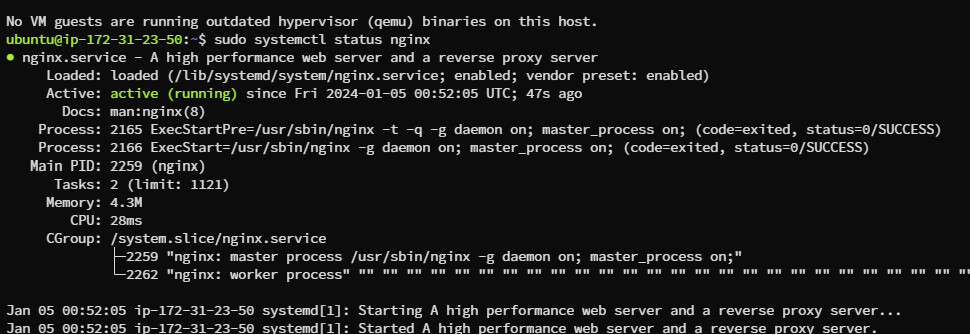 No VM guests are running outdated hypervisor (qemu) binaries on this host.
ubuntu@ip-172-31-23-50:~$ sudo systemctl status nginx
● nginx.service - A high performance web server and a reverse proxy server
     Loaded: loaded (/lib/systemd/system/nginx.service; enabled; vendor preset: enabled)
     Active: active (running) since Fri 2024-01-05 00:52:05 UTC; 47s ago
       Docs: man:nginx(8)
    Process: 2165 ExecStartPre=/usr/sbin/nginx -t -q -g daemon on; master_process on; (code=exited, status=0/SUCCESS)
    Process: 2166 ExecStart=/usr/sbin/nginx -g daemon on; master_process on; (code=exited, status=0/SUCCESS)
   Main PID: 2259 (nginx)
      Tasks: 2 (limit: 1121)
     Memory: 4.3M
        CPU: 28ms
     CGroup: /system.slice/nginx.service
             ├─2259 "nginx: master process /usr/sbin/nginx -g daemon on; master_process on;"
             └─2262 "nginx: worker process" "" "" "" "" "" "" "" "" "" "" "" "" "" "" "" "" "" "" "" "" "" "" "" "" "" ""
Jan 05 00:52:05 ip-172-31-23-50 systemd[1]: Starting A high performance web server and a reverse proxy server...
Jan 05 00:52:05 ip-172-31-23-50 systemd[1]: Started A high performance web server and a reverse proxy server.